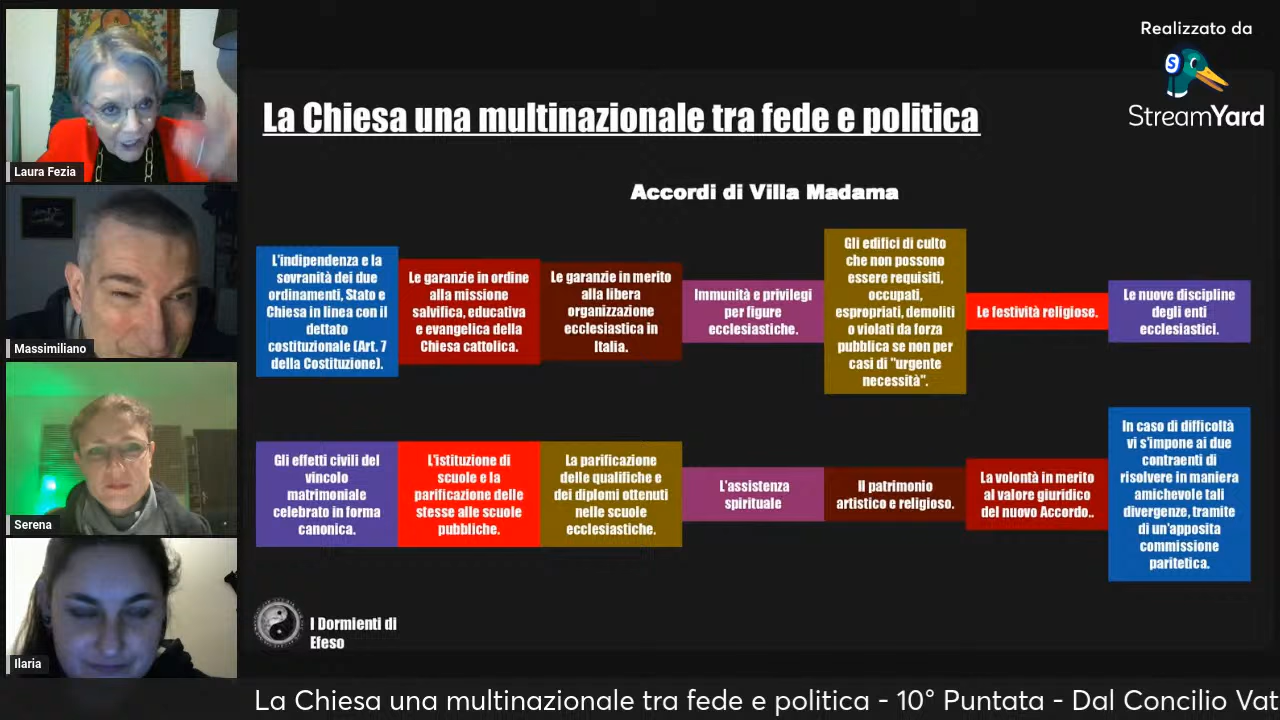 Realizzato da
StreamYard
La Chiesa una multinazionale tra fede e politica
Accordi di Villa Madama
L'indipendenza e la
sovranità dei due
ordinamenti, Stato e
Chiesa in linea con il
dettato
costituzionale (Art. 7
della Costituzione).
Le garanzie in ordine
alla missione
salvifica, educativa
e evangelica della
Chiesa cattolica.
Le garanzie in merito
alla libera
organizzazione
ecclesiastica in
Italia.
Immunità e privilegi
per figure
ecclesiastiche.
Gli edifici di culto
che non possono
essere requisiti,
occupati,
espropriati, demoliti
o violati da forza
pubblica se non per
casi di "urgente
necessità".
Le festività religiose.
Le nuove discipline
degli enti
ecclesiastici.
Gli effetti civili del
vincolo
matrimoniale
celebrato in forma
canonica.
L'istituzione di
scuole e la
parificazione delle
stesse alle scuole
pubbliche.
La parificazione
delle qualifiche e
dei diplomi ottenuti
nelle scuole
ecclesiastiche.
L'assistenza
spirituale
Il patrimonio
artistico e religioso.
La volontà in merito
al valore giuridico
del nuovo Accordo..
In caso di difficoltà
vi s'impone ai due
contraenti di
risolvere in maniera
amichevole tali
divergenze, tramite
di un'apposita
commissione
paritetica.
Laura Fezia
Massimiliano
Serena
Ilaria
I Dormienti di
Efeso
La Chiesa una multinazionale tra fede e politica - 10° Puntata - Dal Concilio Vat